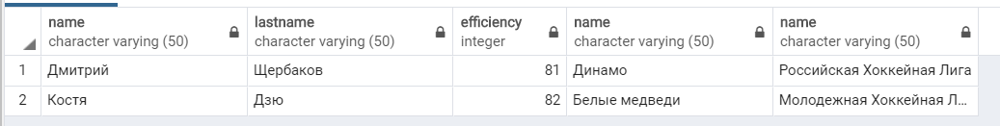 name lastname efficiency name name
character varying (50) character varying (50) integer character varying (50) character varying (50)
1 Дмитрий Щербаков 81 Динамо Российская Хоккейная Лига
2 Костя Дзю 82 Белые медведи Молодежная Хоккейная Л...